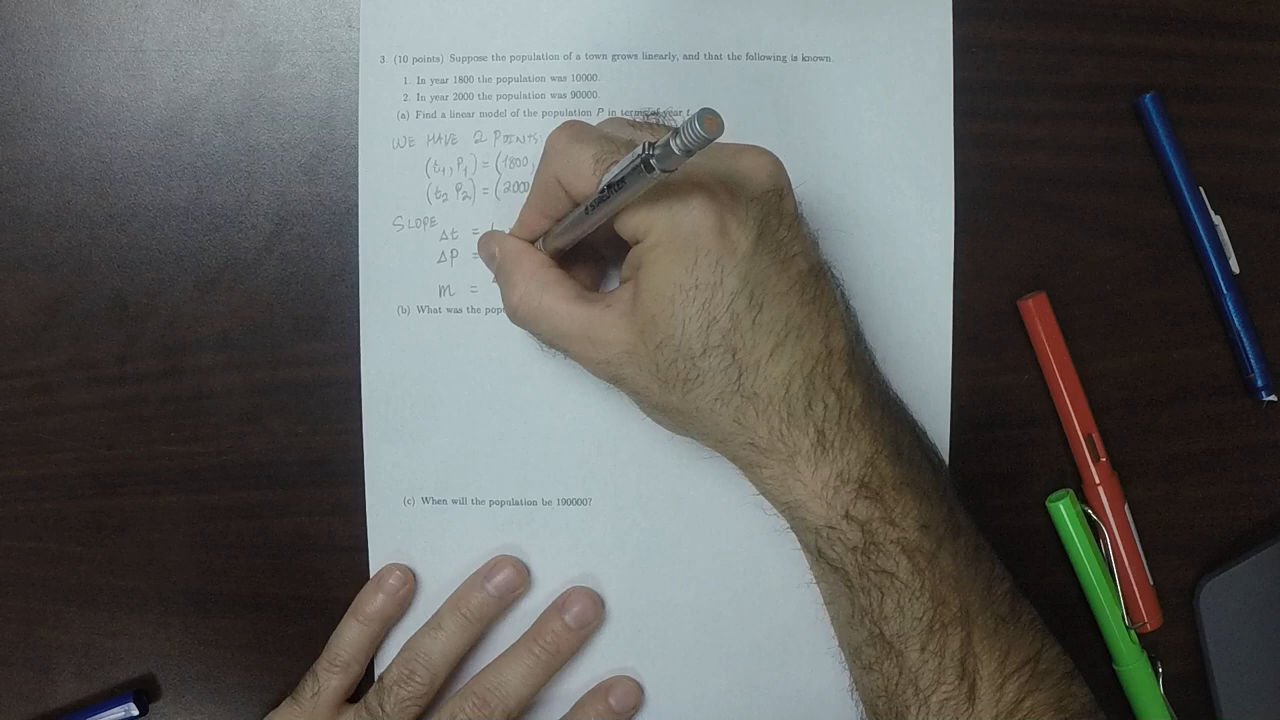 3. (10 points) Suppose the population of a town grows linearly, and that the following is known.
1. In year 1800 the population was 10000.
2. In year 2000 the population was 90000.
(a) Find a linear model of the population P in terms of year t.
WE HAVE 2 POINTS:
(t1, P1) = (1800,
(t2 P2) = (2000
SLOPE
Δt =
ΔP =
m =
(b) What was the
(c) When will the population be 190000?
STAEDTLER